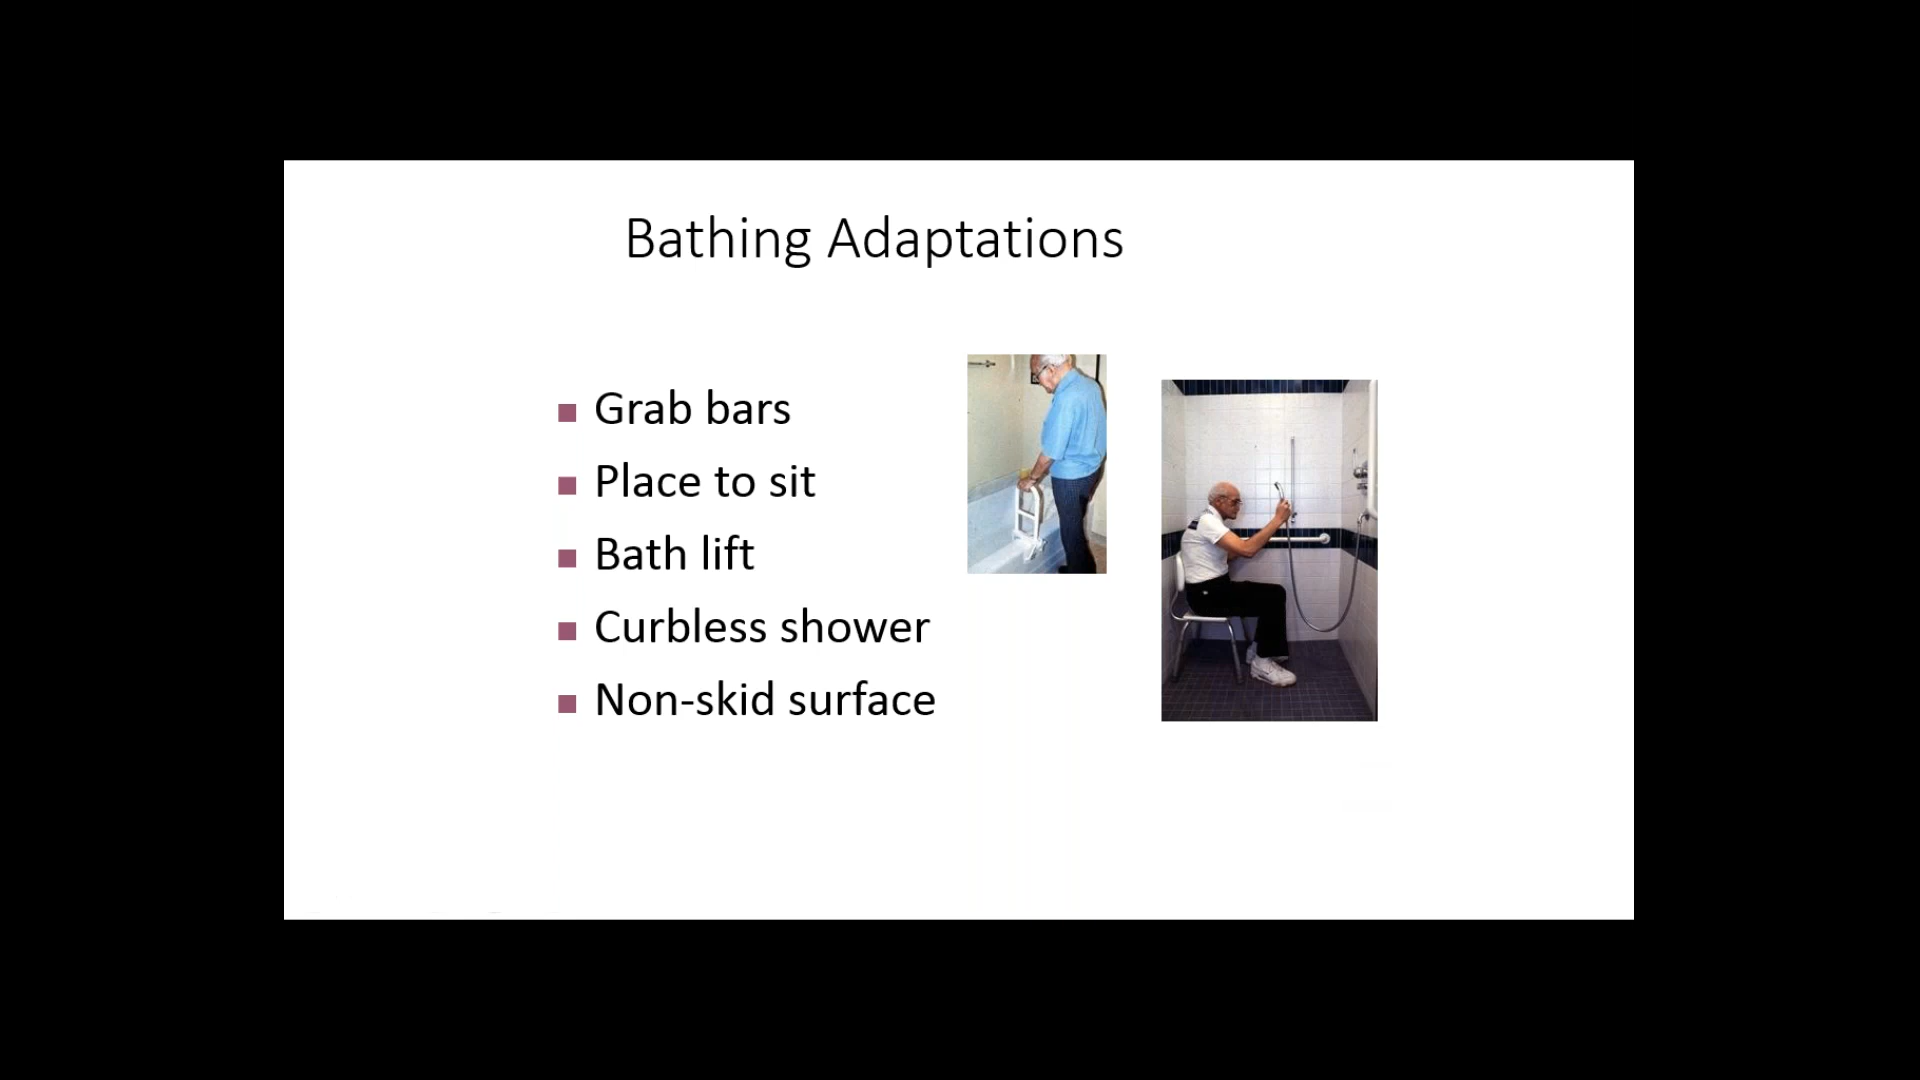 Bathing Adaptations
Grab bars
Place to sit
Bath lift
Curbless shower
Non-skid surface